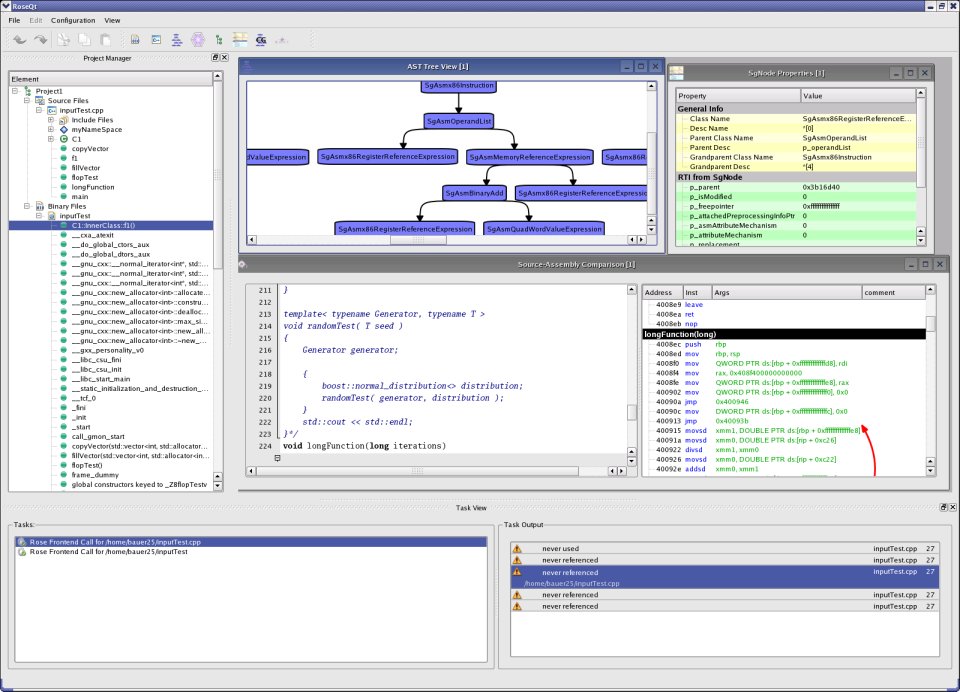 RoseQt
File Edit Configuration View
Project Manager
Element
Project1
Source Files
inputTest.cpp
Include Files
myNameSpace
C1
copyVector
f1
fillVector
flopTest
longFunction
main
Binary Files
inputTest
C1::InnerClass::f1()
__cxa_atexit
__do_global_ctors_aux
__do_global_dtors_aux
__gnu_cxx::__normal_iterator<int*, std:...
__gnu_cxx::__normal_iterator<int*, std:...
__gnu_cxx::__normal_iterator<int*, std:...
__gnu_cxx::new_allocator<int>::allocate...
__gnu_cxx::new_allocator<int>::constru...
__gnu_cxx::new_allocator<int>::dealloc...
__gnu_cxx::new_allocator<int>::max_si...
__gnu_cxx::new_allocator<int>::new_all...
__gnu_cxx::new_allocator<int>::~new_...
__gxx_personality_v0
__libc_csu_fini
__libc_csu_init
__libc_start_main
__static_initialization_and_destruction_...
__tcf_0
_fini
_init
_start
call_gmon_start
copyVector(std::vector<int, std::allocator...
fillVector(std::vector<int, std::allocator<in...
flopTest()
frame_dummy
global constructors keyed to _Z8flopTestv
AST Tree View [1]
SgAsmx86Instruction
SgAsmOperandList
dValueExpression) SgAsmx86RegisterReferenceExpression SgAsmMemoryReferenceExpression SgAsmx86R
SgAsmBinaryAdd SgAsmx86RegisterReferenceExpressio
SgAsmx86RegisterReferenceExpression SgAsmQuadWordValueExpression
SgNode Properties [1]
Property Value
General Info
Class Name SgAsmx86RegisterReferenceE...
Desc Name *[0]
Parent Class Name SgAsmOperandList
Parent Desc p_operandList
Grandparent Class Name SgAsmx86Instruction
Grandparent Desc *[4]
RTI from SgNode
p_parent 0x3b16d40
p_isModified 0
p_freepointer 0xffffffffffffffff
p_attachedPreprocessingInfoPtr 0
p_asmAttributeMechanism 0
p_attributeMechanism 0
p_replacement
Source-Assembly Comparison [1]
211 }
212
213 template< typename Generator, typename T >
214 void randomTest( T seed )
215 {
216 Generator generator;
217
218 {
219 boost::normal_distribution<> distribution;
220 randomTest( generator, distribution );
221 }
222 std::cout << std::endl;
223 }*/
224 void longFunction(long iterations)
Address Inst Args comment
4008e9 leave
4008ea ret
4008eb nop
longFunction(long)
4008ec push rbp
4008ed mov rbp, rsp
4008f0 mov QWORD PTR ds:[rbp + 0xffffffffffffffd8], rdi
4008f4 mov rax, 0x408f400000000000
4008fe mov QWORD PTR ds:[rbp + 0xffffffffffffffe8], rax
400902 mov QWORD PTR ds:[rbp + 0xfffffffffffffff0], 0x0
40090a jmp 0x400946
40090c mov DWORD PTR ds:[rbp + 0xfffffffffffffffc], 0x0
400913 jmp 0x40093b
400915 movsd xmm1, DOUBLE PTR ds:[rbp + 0xffffffffffffffe8]
40091a movsd xmm0, DOUBLE PTR ds:[rip + 0xc26]
400922 divsd xmm1, xmm0
400926 movsd xmm0, DOUBLE PTR ds:[rip + 0xc22]
40092e addsd xmm0, xmm1
Task View
Tasks:
Rose Frontend Call for /home/bauer25/inputTest.cpp
Rose Frontend Call for /home/bauer25/inputTest
Task Output
never used inputTest.cpp 27
never referenced inputTest.cpp 27
never referenced inputTest.cpp 27
/home/bauer25/inputTest.cpp
never referenced inputTest.cpp 27
never referenced inputTest.cpp 27